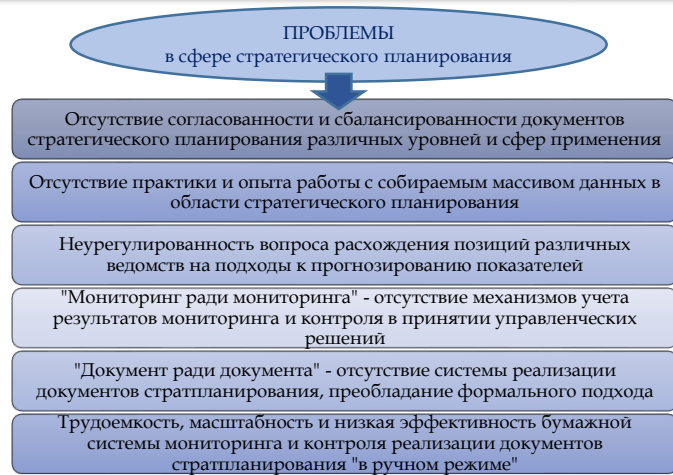 ПРОБЛЕМЫ
в сфере стратегического планирования
Отсутствие согласованности и сбалансированности документов
стратегического планирования различных уровней и сфер применения
Отсутствие практики и опыта работы с собираемым массивом данных в
области стратегического планирования
Неурегулированность вопроса расхождения позиций различных
ведомств на подходы к прогнозированию показателей
"Мониторинг ради мониторинга" - отсутствие механизмов учета
результатов мониторинга и контроля в принятии управленческих
решений
"Документ ради документа" - отсутствие системы реализации
документов стратпланирования, преобладание формального подхода
Трудоемкость, масштабность и низкая эффективность бумажной
системы мониторинга и контроля реализации документов
стратпланирования "в ручном режиме"